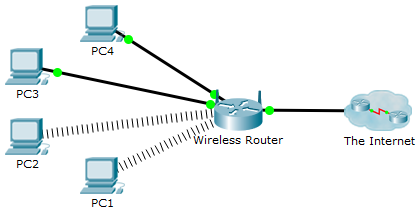 PC4
PC3
PC2
PC1
Wireless Router
The Internet